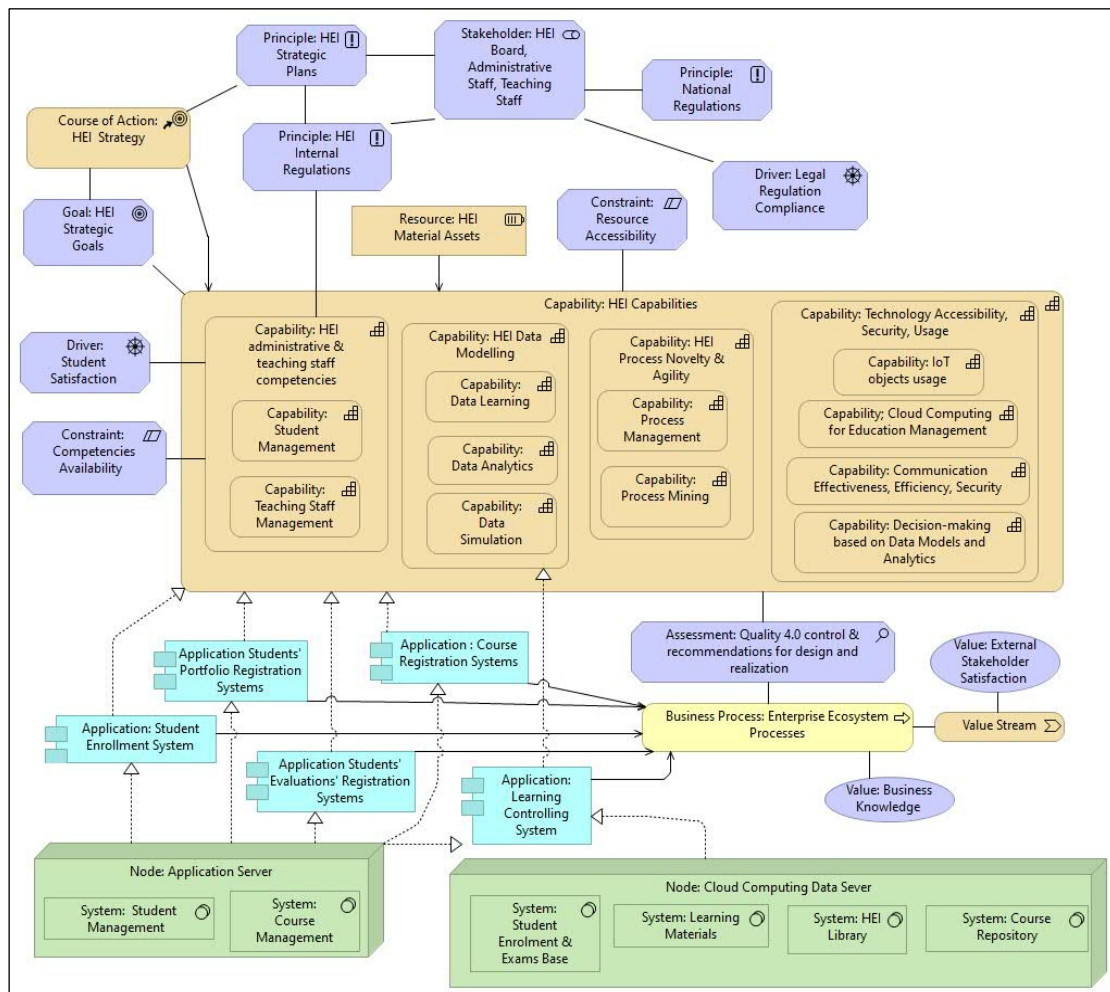 Principle: HEI
Strategic
Plans
Stakeholder: HEI
Board,
Administrative
Staff, Teaching
Staff
Principle:
National
Regulations
Course of Action:
HEI Strategy
Principle: HEI
Internal
Regulations
Driver: Legal
Regulation
Compliance
Goal: HEI
Strategic
Goals
Resource: HEI
Material Assets
Constraint:
Resource
Accessibility
Capability: HEI Capabilities
Driver:
Student
Satisfaction
Constraint:
Competencies
Availability
Capability: HEI
administrative &
teaching staff
competencies
Capability:
Student
Management
Capability:
Teaching Staff
Management
Capability: HEI Data
Modelling
Capability:
Data Learning
Capability:
Data Analytics
Capability:
Data
Simulation
Capability: HEI
Process Novelty &
Agility
Capability:
Process
Management
Capability:
Process Mining
Capability: Technology Accessibility,
Security, Usage
Capability: IoT
objects usage
Capability; Cloud Computing
for Education Management
Capability: Communication
Effectiveness, Efficiency, Security
Capability: Decision-making
based on Data Models and
Analytics
Application Students'
Portfolio Registration
Systems
Application : Course
Registration Systems
Assessment: Quality 4.0 control &
recommendations for design and
realization
Value: External
Stakeholder
Satisfaction
Application: Student
Enrollment System
Business Process: Enterprise Ecosystem
Processes
Value Stream
Application Students'
Evaluations' Registration
Systems
Application:
Learning
Controlling
System
Value: Business
Knowledge
Node: Application Server
System: Student
Management
System:
Course
Management
Node: Cloud Computing Data Sever
System:
Student
Enrolment &
Exams Base
System: Learning
Materials
System: HEI
Library
System: Course
Repository